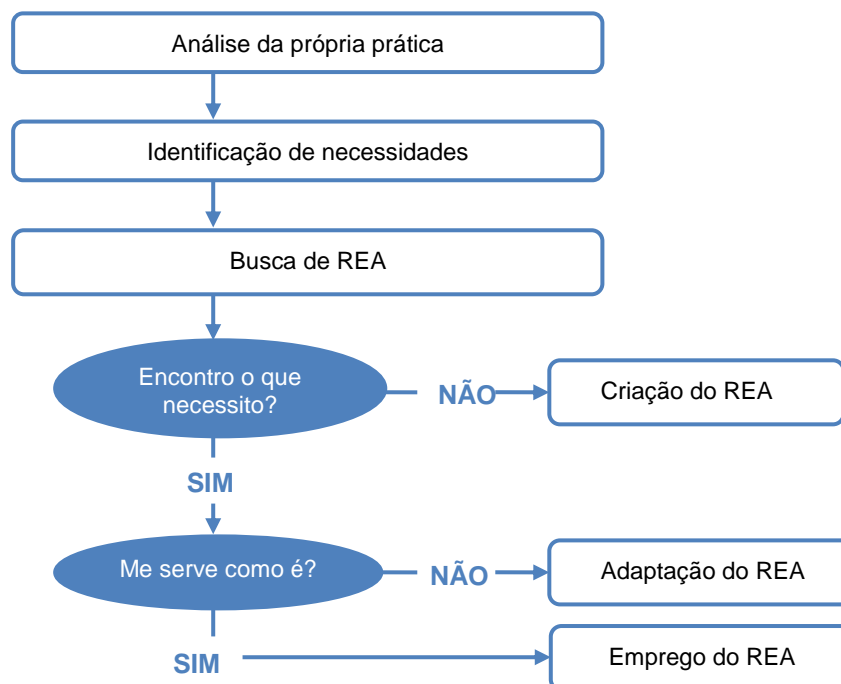 Análise da própria prática
Identificação de necessidades
Busca de REA
Encontro o que
necessito?
NÃO
Criação do REA
SIM
Me serve como é?
NÃO
Adaptação do REA
SIM
Emprego do REA